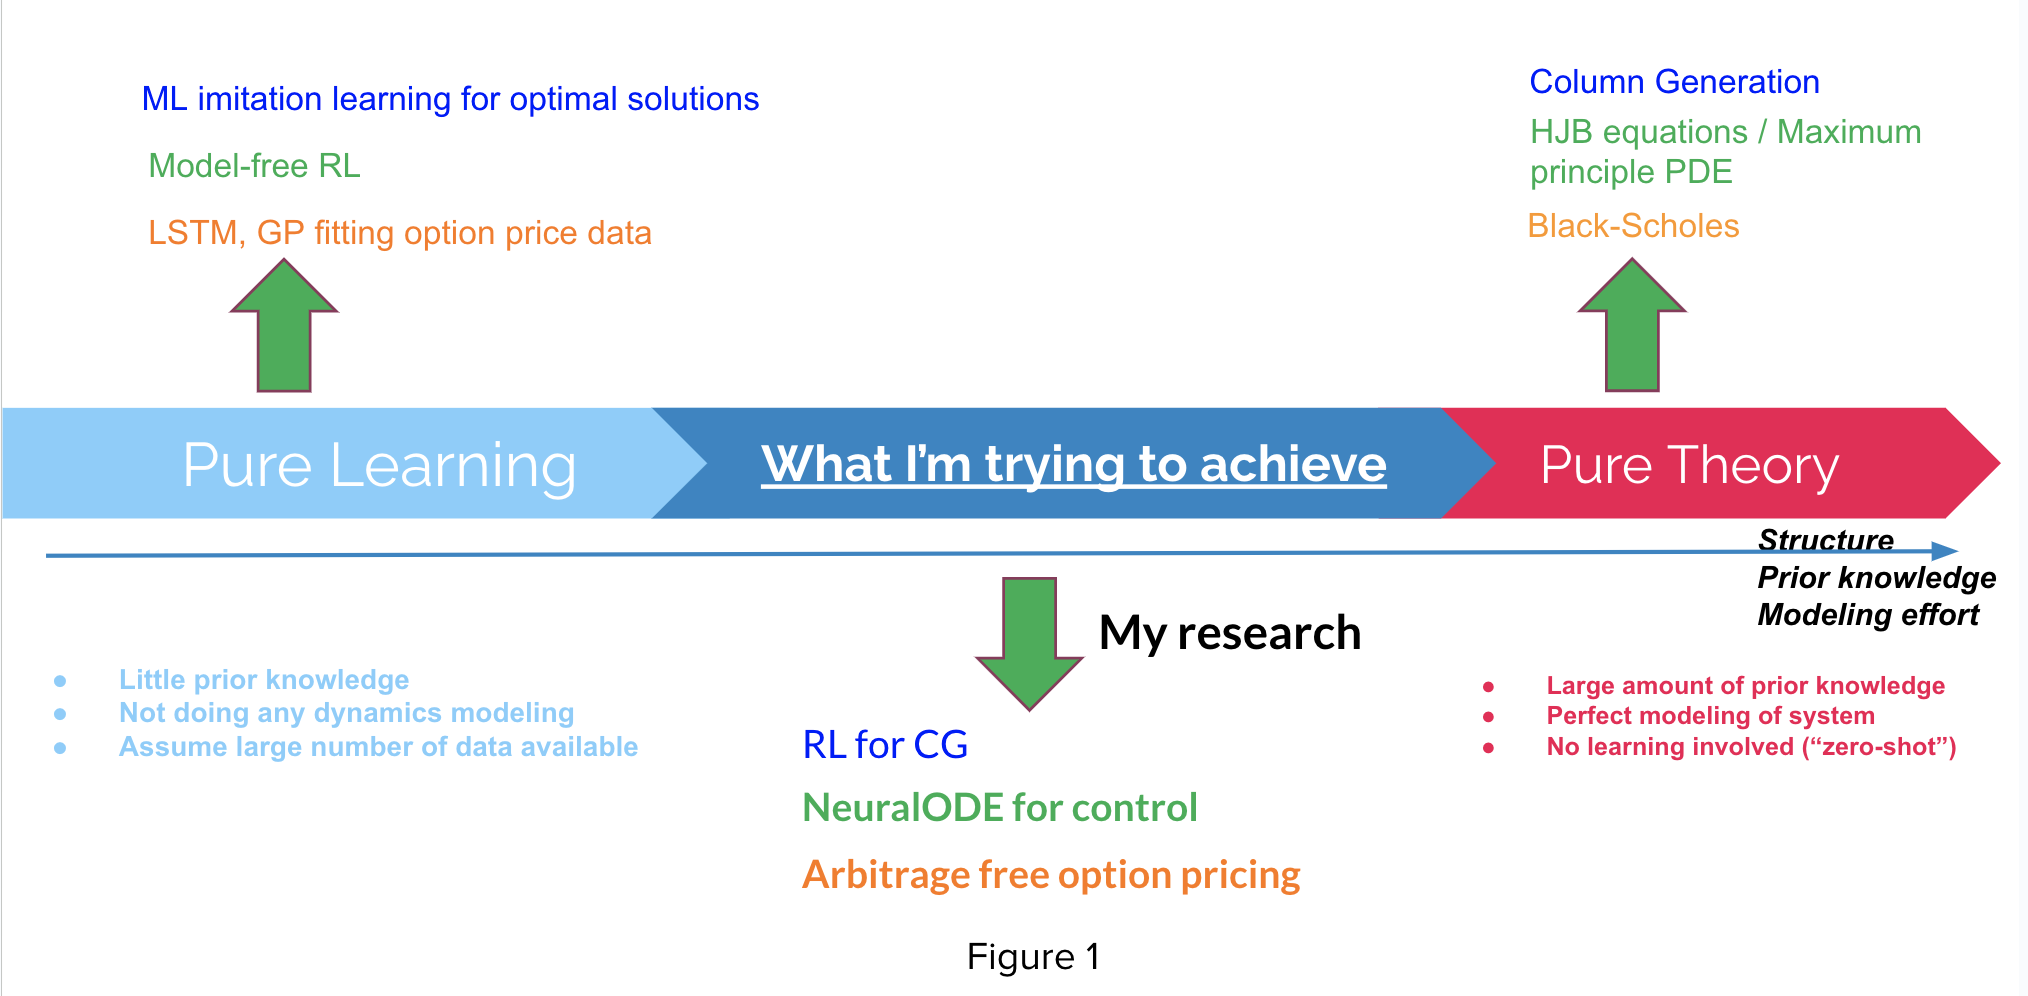 ML imitation learning for optimal solutions
Model-free RL
LSTM, GP fitting option price data
Column Generation
HJB equations / Maximum
principle PDE
Black-Scholes
Pure Learning
What I’m trying to achieve
Pure Theory
Structure
Prior knowledge
Modeling effort
My research
● Little prior knowledge
● Not doing any dynamics modeling
● Assume large number of data available
● Large amount of prior knowledge
● Perfect modeling of system
● No learning involved (“zero-shot”)
RL for CG
NeuralODE for control
Arbitrage free option pricing
Figure 1